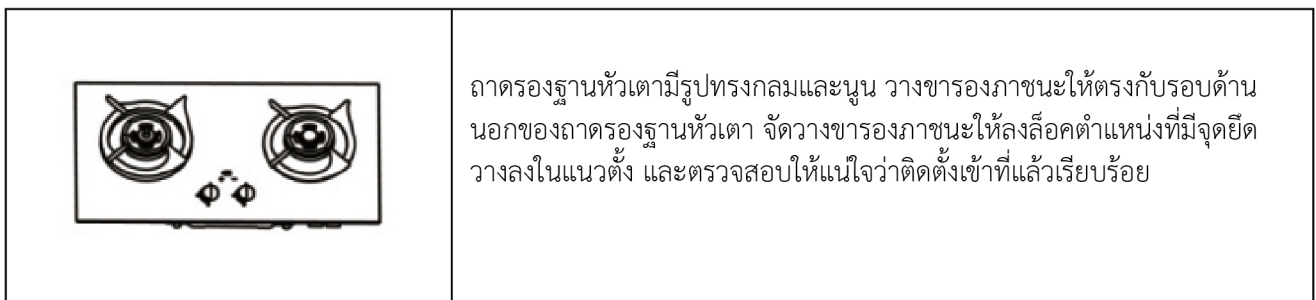 ถาดรองฐานหัวเตามีรูปทรงกลมและนูน วางขารองภาชนะให้ตรงกับรอบด้าน
นอกของถาดรองฐานหัวเตา จัดวางขารองภาชนะให้ลงล็อคตำแหน่งที่มีจุดยึด
วางลงในแนวตั้ง และตรวจสอบให้แน่ใจว่าติดตั้งเข้าที่แล้วเรียบร้อย